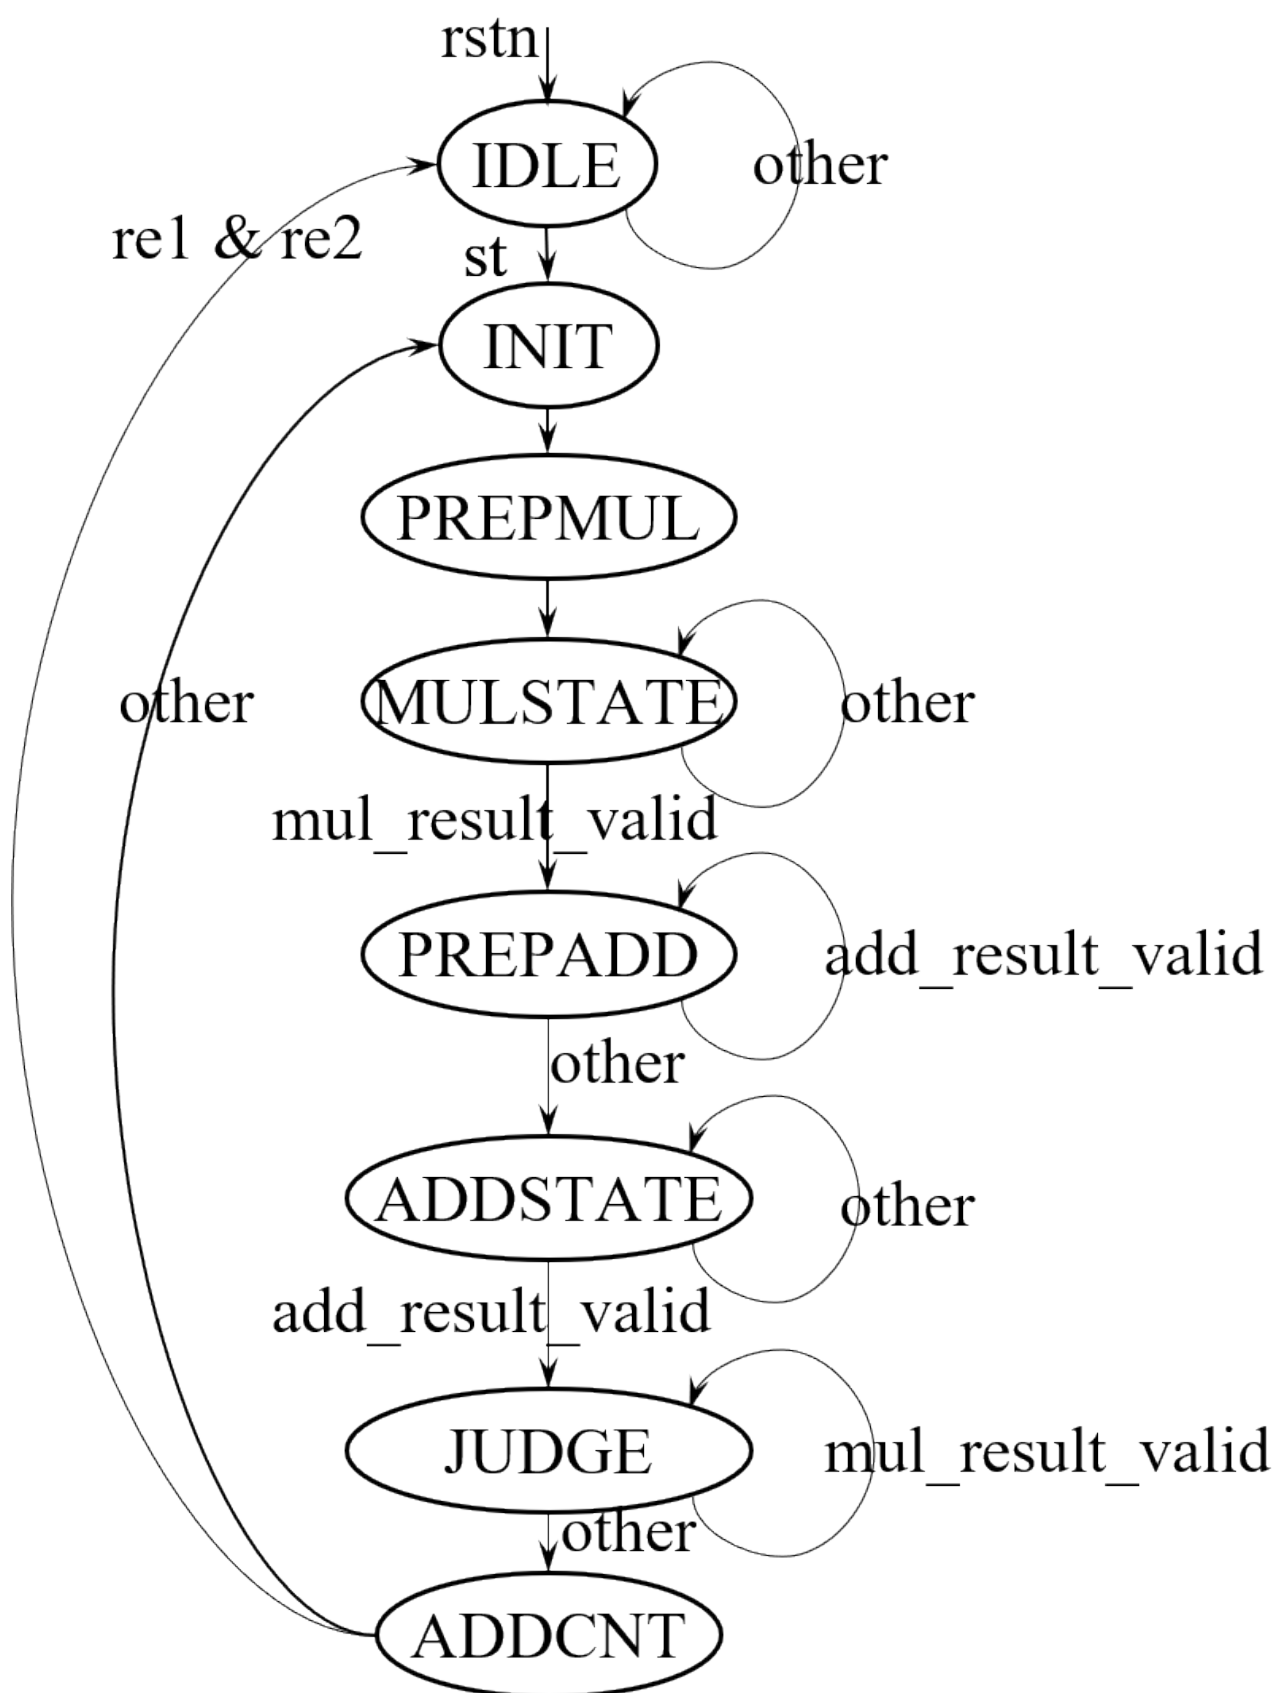 rstn
IDLE
other
re1 & re2
st
INIT
PREPMUL
MULSTATE
other
other
mul_result_valid
PREPADD
add_result_valid
other
ADDSTATE
other
add_result_valid
JUDGE
mul_result_valid
other
ADDCNT